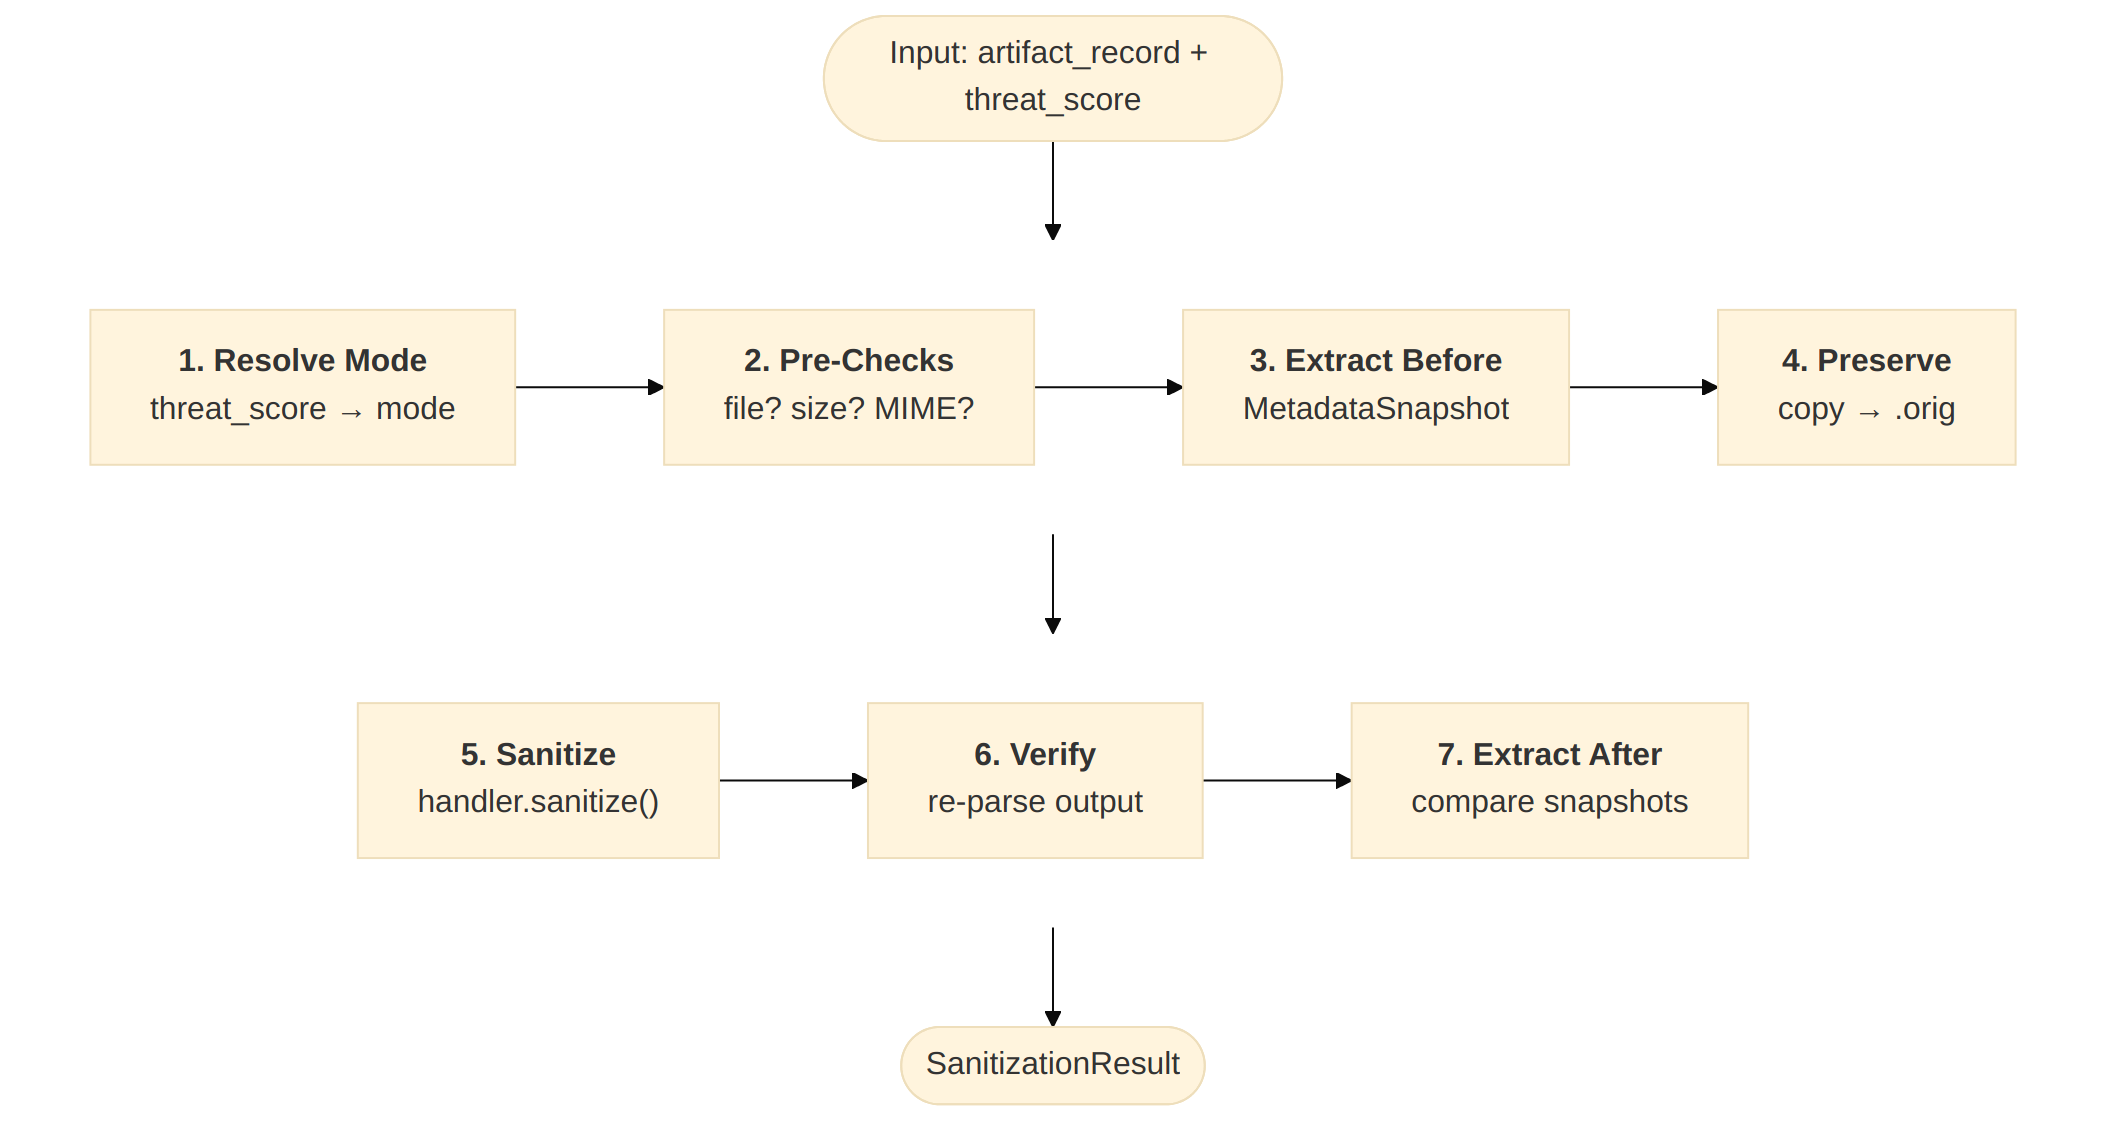 Input: artifact_record +
threat_score
1. Resolve Mode
threat_score → mode
2. Pre-Checks
file? size? MIME?
3. Extract Before
MetadataSnapshot
4. Preserve
copy → .orig
5. Sanitize
handler.sanitize()
6. Verify
re-parse output
7. Extract After
compare snapshots
SanitizationResult